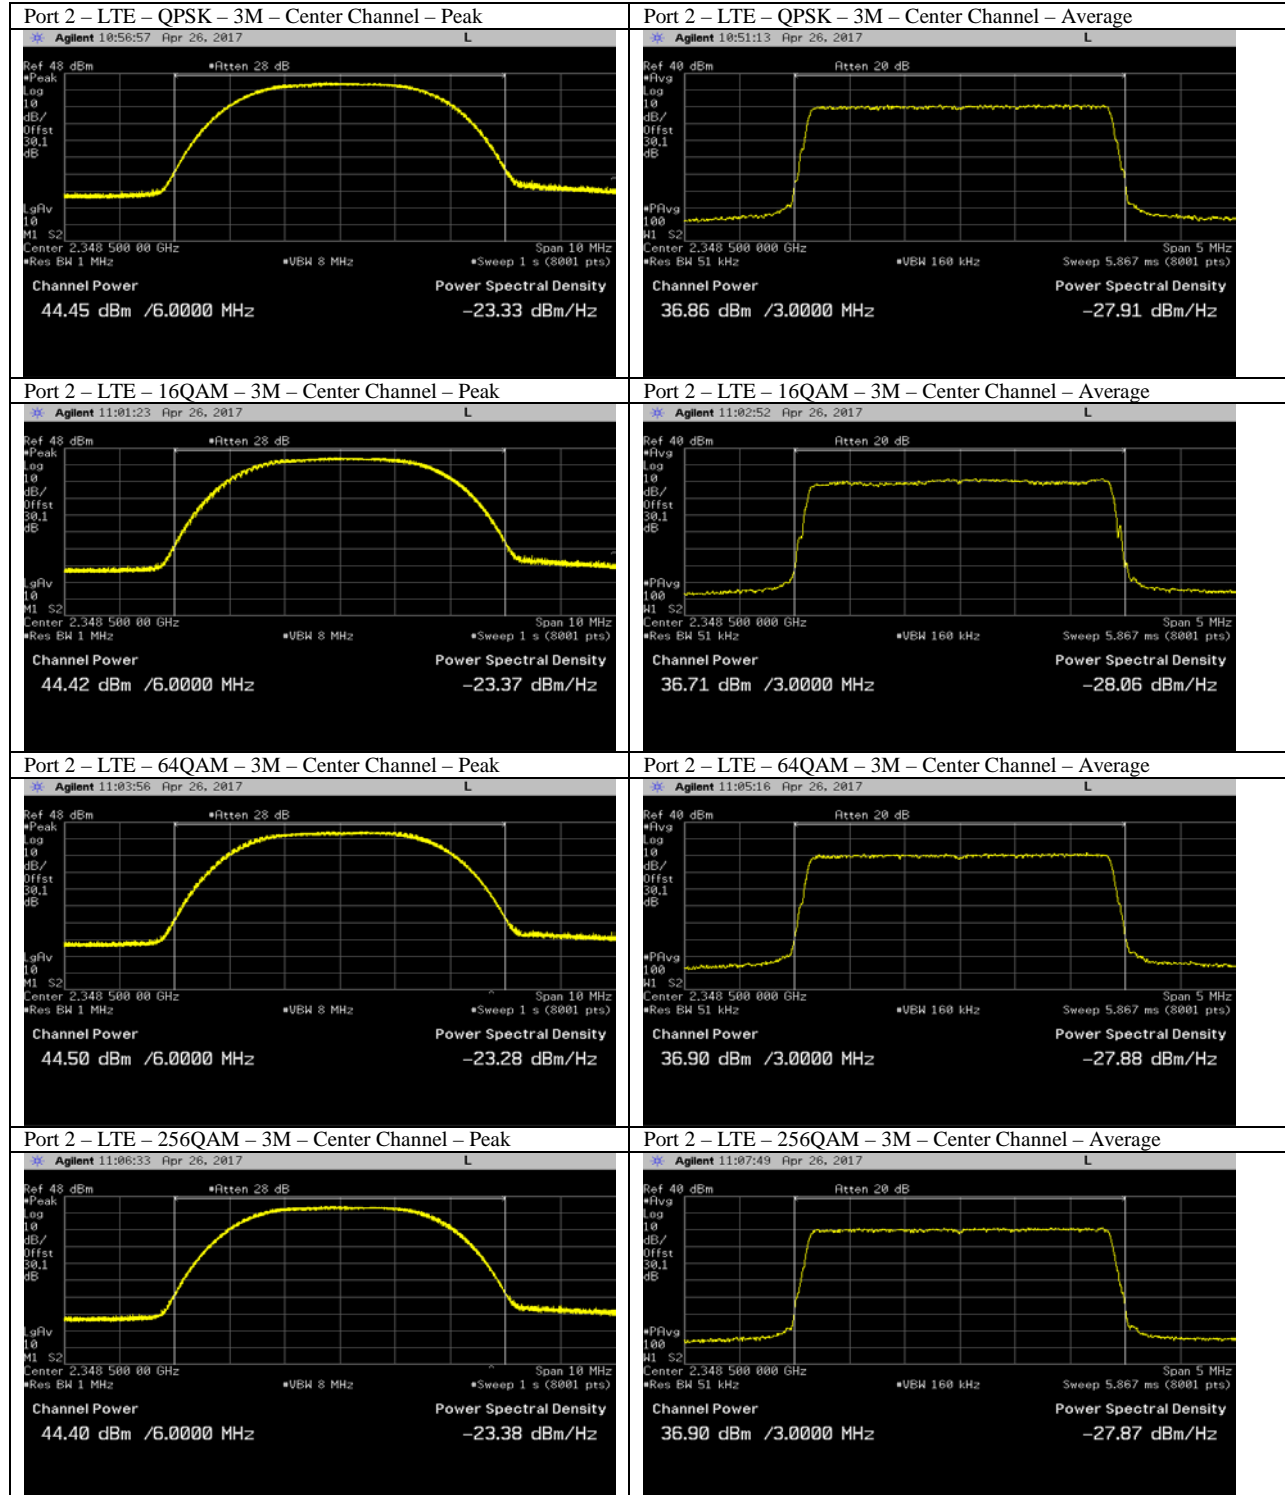 Port 2 – LTE – QPSK – 3M – Center Channel – Peak
Agilent 10:56:57 Apr 26, 2017 L
Ref 48 dBm #Atten 28 dB
#Peak
Log
10
dB/
Offst
30.1
dB
LgAv
10
M1 S2
Center 2.348 500 00 GHz Span 10 MHz
#Res BW 1 MHz #VBW 8 MHz #Sweep 1 s (8001 pts)
Channel Power Power Spectral Density
44.45 dBm /6.0000 MHz -23.33 dBm/Hz
Port 2 – LTE – QPSK – 3M – Center Channel – Average
Agilent 10:51:13 Apr 26, 2017 L
Ref 40 dBm Atten 20 dB
#Avg
Log
10
dB/
Offst
30.1
dB
#PAvg
100
W1 S2
Center 2.348 500 000 GHz Span 5 MHz
#Res BW 51 kHz #VBW 160 kHz Sweep 5.867 ms (8001 pts)
Channel Power Power Spectral Density
36.86 dBm /3.0000 MHz -27.91 dBm/Hz
Port 2 – LTE – 16QAM – 3M – Center Channel – Peak
Agilent 11:01:23 Apr 26, 2017 L
Ref 48 dBm #Atten 28 dB
#Peak
Log
10
dB/
Offst
30.1
dB
LgAv
10
M1 S2
Center 2.348 500 00 GHz Span 10 MHz
#Res BW 1 MHz #VBW 8 MHz #Sweep 1 s (8001 pts)
Channel Power Power Spectral Density
44.42 dBm /6.0000 MHz -23.37 dBm/Hz
Port 2 – LTE – 16QAM – 3M – Center Channel – Average
Agilent 11:02:52 Apr 26, 2017 L
Ref 40 dBm Atten 20 dB
#Avg
Log
10
dB/
Offst
30.1
dB
#PAvg
100
W1 S2
Center 2.348 500 000 GHz Span 5 MHz
#Res BW 51 kHz #VBW 160 kHz Sweep 5.867 ms (8001 pts)
Channel Power Power Spectral Density
36.71 dBm /3.0000 MHz -28.06 dBm/Hz
Port 2 – LTE – 64QAM – 3M – Center Channel – Peak
Agilent 11:03:56 Apr 26, 2017 L
Ref 48 dBm #Atten 28 dB
#Peak
Log
10
dB/
Offst
30.1
dB
LgAv
10
M1 S2
Center 2.348 500 00 GHz Span 10 MHz
#Res BW 1 MHz #VBW 8 MHz #Sweep 1 s (8001 pts)
Channel Power Power Spectral Density
44.50 dBm /6.0000 MHz -23.28 dBm/Hz
Port 2 – LTE – 64QAM – 3M – Center Channel – Average
Agilent 11:05:16 Apr 26, 2017 L
Ref 40 dBm Atten 20 dB
#Avg
Log
10
dB/
Offst
30.1
dB
#PAvg
100
W1 S2
Center 2.348 500 000 GHz Span 5 MHz
#Res BW 51 kHz #VBW 160 kHz Sweep 5.867 ms (8001 pts)
Channel Power Power Spectral Density
36.90 dBm /3.0000 MHz -27.88 dBm/Hz
Port 2 – LTE – 256QAM – 3M – Center Channel – Peak
Agilent 11:06:33 Apr 26, 2017 L
Ref 48 dBm #Atten 28 dB
#Peak
Log
10
dB/
Offst
30.1
dB
LgAv
10
M1 S2
Center 2.348 500 00 GHz Span 10 MHz
#Res BW 1 MHz #VBW 8 MHz #Sweep 1 s (8001 pts)
Channel Power Power Spectral Density
44.40 dBm /6.0000 MHz -23.38 dBm/Hz
Port 2 – LTE – 256QAM – 3M – Center Channel – Average
Agilent 11:07:49 Apr 26, 2017 L
Ref 40 dBm Atten 20 dB
#Avg
Log
10
dB/
Offst
30.1
dB
#PAvg
100
W1 S2
Center 2.348 500 000 GHz Span 5 MHz
#Res BW 51 kHz #VBW 160 kHz Sweep 5.867 ms (8001 pts)
Channel Power Power Spectral Density
36.90 dBm /3.0000 MHz -27.87 dBm/Hz